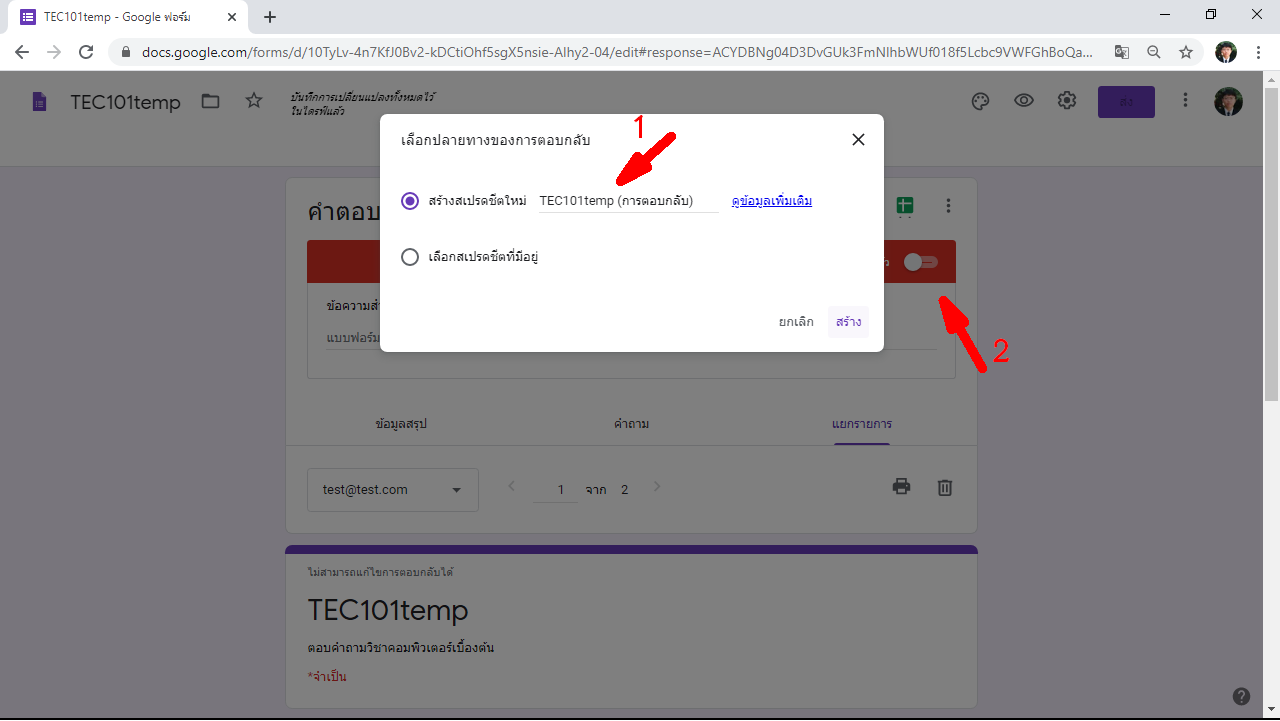 TEC101temp - Google ฟอร์ม
docs.google.com/forms/d/10TyLv-4n7KfJ0Bv2-kDCtiOhf5sgX5nsie-AIhy2-04/edit#response=ACYDBNg04D3DvGUk3FmNIhbWUf018f5Lcbc9VWFGhBoQa...
TEC101temp
บันทึกการเปลี่ยนแปลงทั้งหมดไว้
ในไดรฟ์แล้ว
ส่ง
เลือกปลายทางของการตอบกลับ
1
สร้างสเปรดชีตใหม่ TEC101temp (การตอบกลับ) ดูข้อมูลเพิ่มเติม
คำตอบ
เลือกสเปรดชีตที่มีอยู่
ข้อความสำ
ยกเลิก สร้าง
แบบฟอร์ม
2
ข้อมูลสรุป คำถาม แยกรายการ
test@test.com 1 จาก 2
ไม่สามารถแก้ไขการตอบกลับได้
TEC101temp
ตอบคำถามวิชาคอมพิวเตอร์เบื้องต้น
*จำเป็น